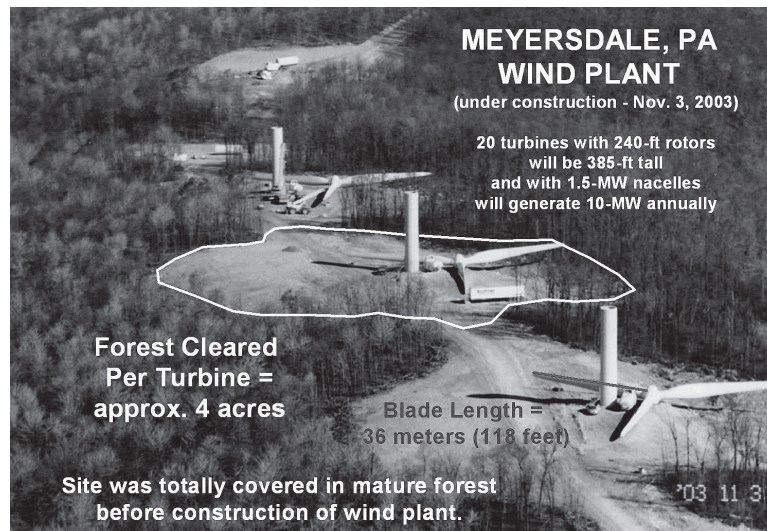 MEYERSDALE, PA
WIND PLANT
(under construction - Nov. 3, 2003)
20 turbines with 240-ft rotors
will be 385-ft tall
and with 1.5-MW nacelles
will generate 10-MW annually
Forest Cleared
Per Turbine =
approx. 4 acres
Blade Length =
36 meters (118 feet)
Site was totally covered in mature forest
before construction of wind plant.
'03 11 3